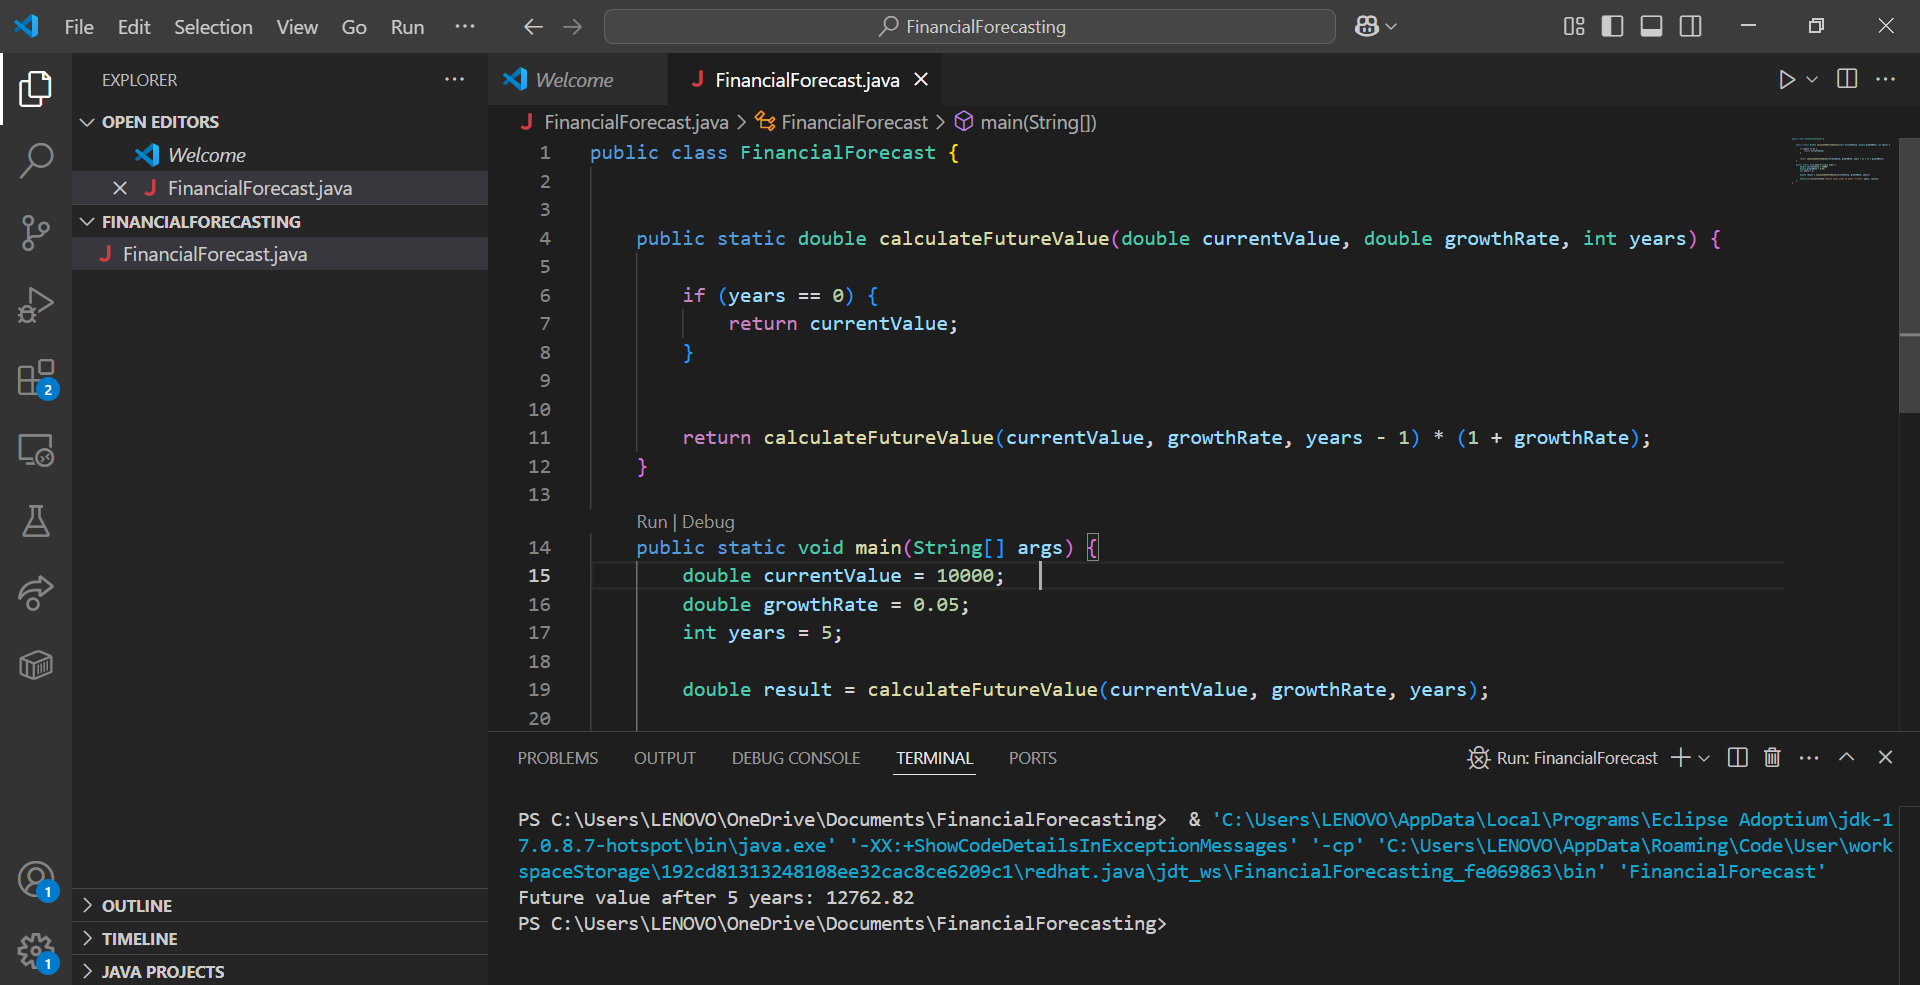 File Edit Selection View Go Run ··· FinancialForecasting
EXPLORER ···
OPEN EDITORS
Welcome
FinancialForecast.java
FINANCIALFORECASTING
FinancialForecast.java
OUTLINE
TIMELINE
JAVA PROJECTS
2
1
1
Welcome FinancialForecast.java
FinancialForecast.java > FinancialForecast > main(String[])
1 public class FinancialForecast {
2
3
4 public static double calculateFutureValue(double currentValue, double growthRate, int years) {
5
6 if (years == 0) {
7 return currentValue;
8 }
9
10
11 return calculateFutureValue(currentValue, growthRate, years - 1) * (1 + growthRate);
12 }
13
Run | Debug
14 public static void main(String[] args) {
15 double currentValue = 10000;
16 double growthRate = 0.05;
17 int years = 5;
18
19 double result = calculateFutureValue(currentValue, growthRate, years);
20
PROBLEMS OUTPUT DEBUG CONSOLE TERMINAL PORTS Run: FinancialForecast
PS C:\Users\LENOVO\OneDrive\Documents\FinancialForecasting>  & 'C:\Users\LENOVO\AppData\Local\Programs\Eclipse Adoptium\jdk-1
7.0.8.7-hotspot\bin\java.exe' '-XX:+ShowCodeDetailsInExceptionMessages' '-cp' 'C:\Users\LENOVO\AppData\Roaming\Code\User\work
spaceStorage\192cd81313248108ee32cac8ce6209c1\redhat.java\jdt_ws\FinancialForecasting_fe069863\bin' 'FinancialForecast'
Future value after 5 years: 12762.82
PS C:\Users\LENOVO\OneDrive\Documents\FinancialForecasting>